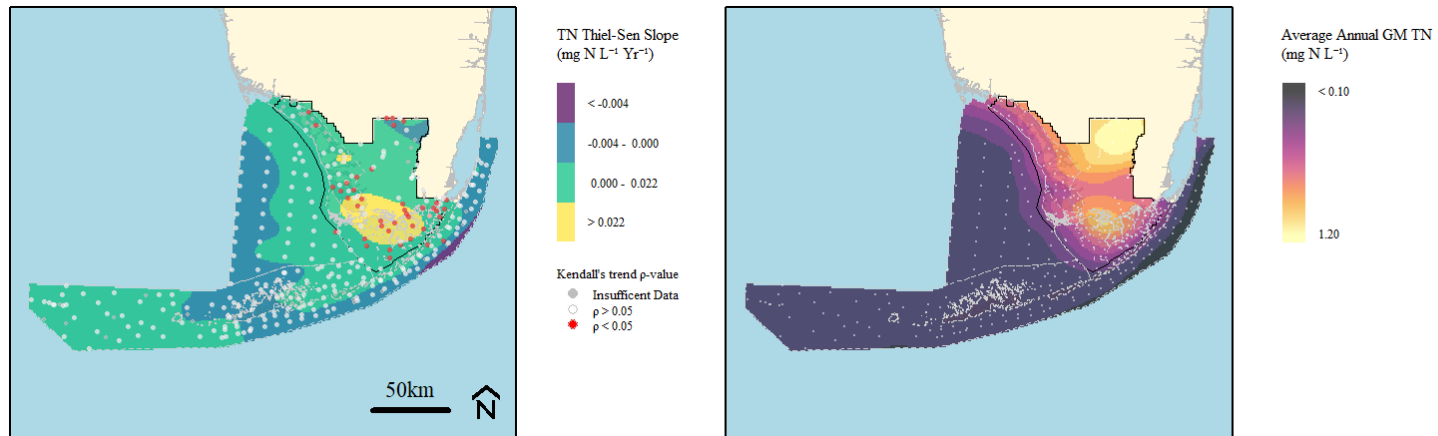 TN Thiel-Sen Slope
(mg N L⁻¹ Yr⁻¹)
< -0.004
-0.004 - 0.000
0.000 - 0.022
> 0.022
Kendall's trend ρ-value
Insufficent Data
ρ > 0.05
ρ < 0.05
50km
N
Average Annual GM TN
(mg N L⁻¹)
< 0.10
1.20